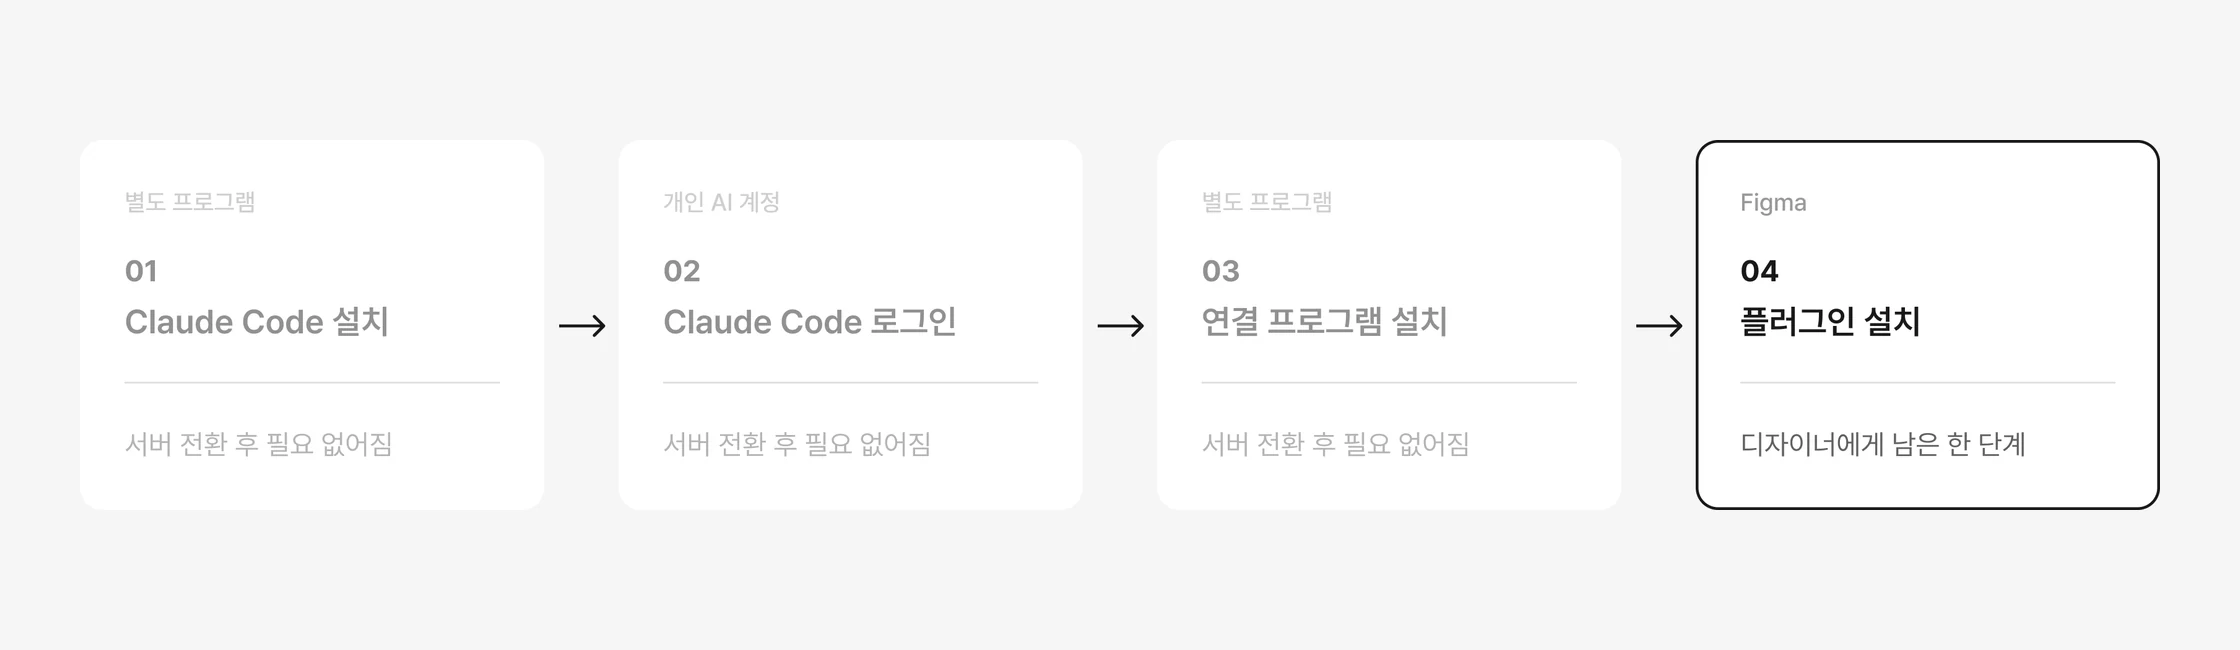 별도 프로그램
01
Claude Code 설치
서버 전환 후 필요 없어짐
개인 AI 계정
02
Claude Code 로그인
서버 전환 후 필요 없어짐
별도 프로그램
03
연결 프로그램 설치
서버 전환 후 필요 없어짐
Figma
04
플러그인 설치
디자이너에게 남은 한 단계